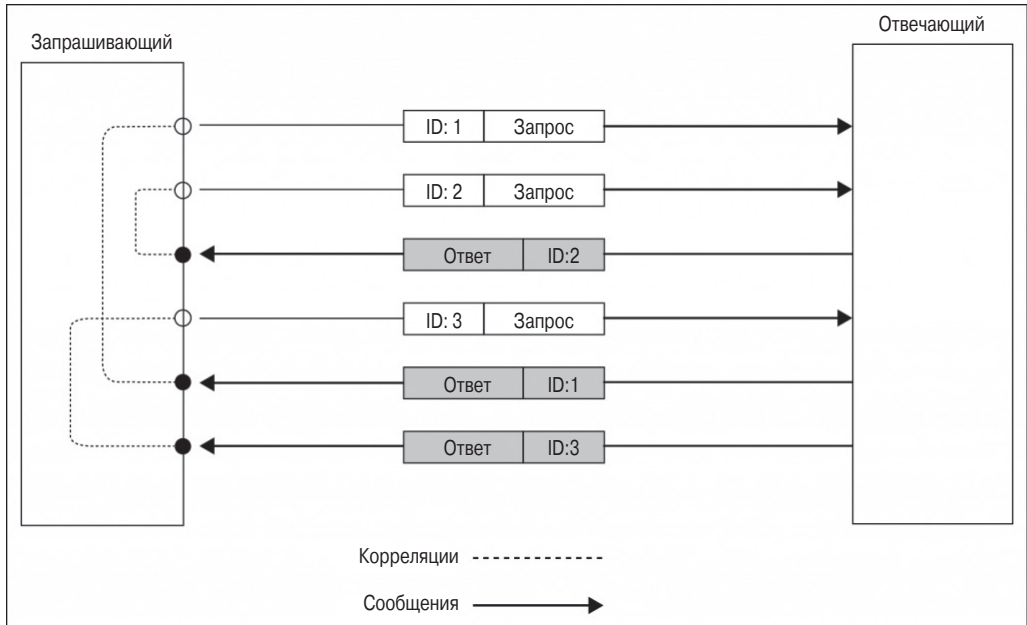 Запрашивающий
Отвечающий
ID: 1 Запрос
ID: 2 Запрос
Ответ ID:2
ID: 3 Запрос
Ответ ID:1
Ответ ID:3
Корреляции
Сообщения